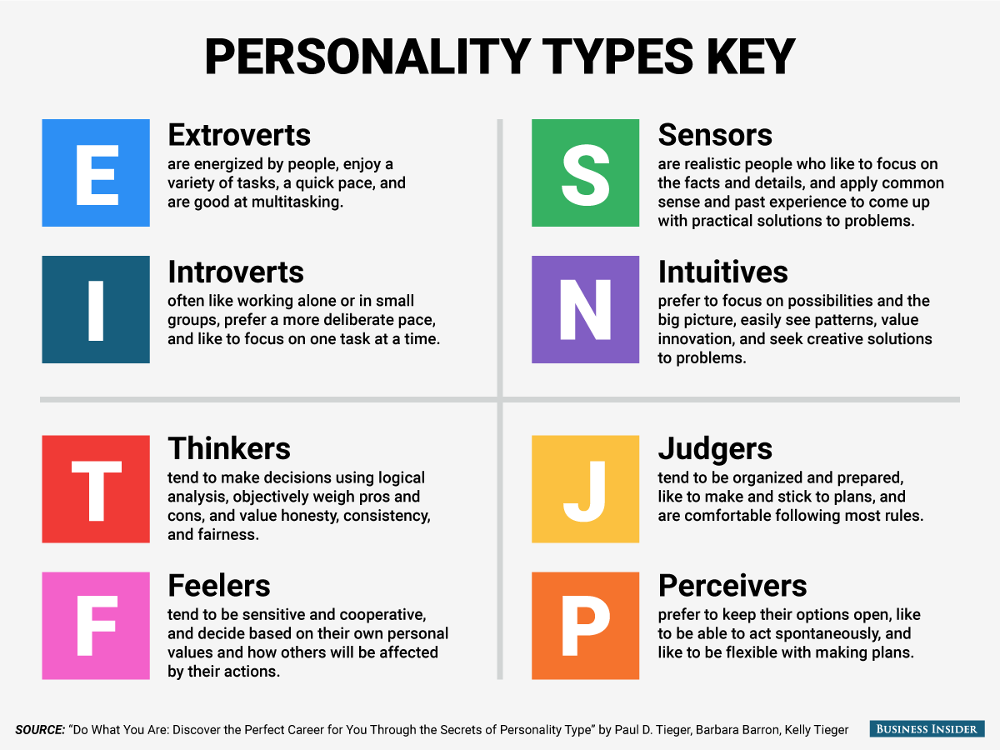 PERSONALITY TYPES KEY
E
Extroverts
are energized by people, enjoy a
variety of tasks, a quick pace, and
are good at multitasking.
I
Introverts
often like working alone or in small
groups, prefer a more deliberate pace,
and like to focus on one task at a time.
S
Sensors
are realistic people who like to focus on
the facts and details, and apply common
sense and past experience to come up
with practical solutions to problems.
N
Intuitives
prefer to focus on possibilities and the
big picture, easily see patterns, value
innovation, and seek creative solutions
to problems.
T
Thinkers
tend to make decisions using logical
analysis, objectively weigh pros and
cons, and value honesty, consistency,
and fairness.
F
Feelers
tend to be sensitive and cooperative,
and decide based on their own personal
values and how others will be affected
by their actions.
J
Judgers
tend to be organized and prepared,
like to make and stick to plans, and
are comfortable following most rules.
P
Perceivers
prefer to keep their options open, like
to be able to act spontaneously, and
like to be flexible with making plans.
SOURCE: “Do What You Are: Discover the Perfect Career for You Through the Secrets of Personality Type” by Paul D. Tieger, Barbara Barron, Kelly Tieger
BUSINESS INSIDER